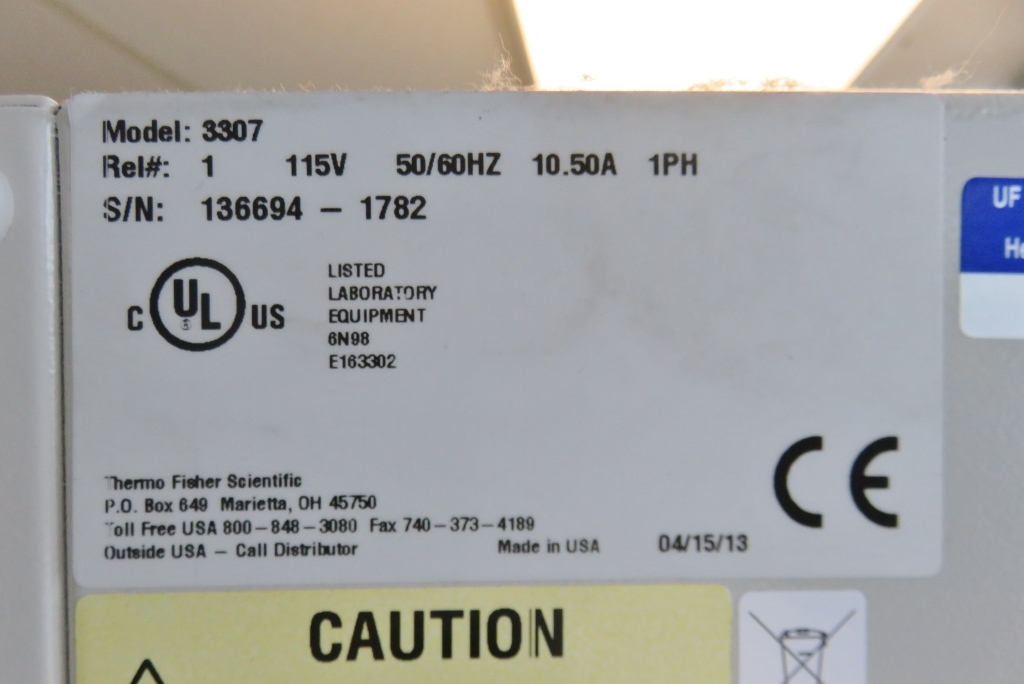 Model: 3307
Rel#: 1 115V 50/60HZ 10.50A 1PH
S/N: 136694 – 1782
C UL US
LISTED
LABORATORY
EQUIPMENT
6N98
E163302
Thermo Fisher Scientific
P.O. Box 649 Marietta, OH 45750
Toll Free USA 800–848–3080 Fax 740–373–4189
Outside USA – Call Distributor Made in USA 04/15/13
CE
UF
CAUTION